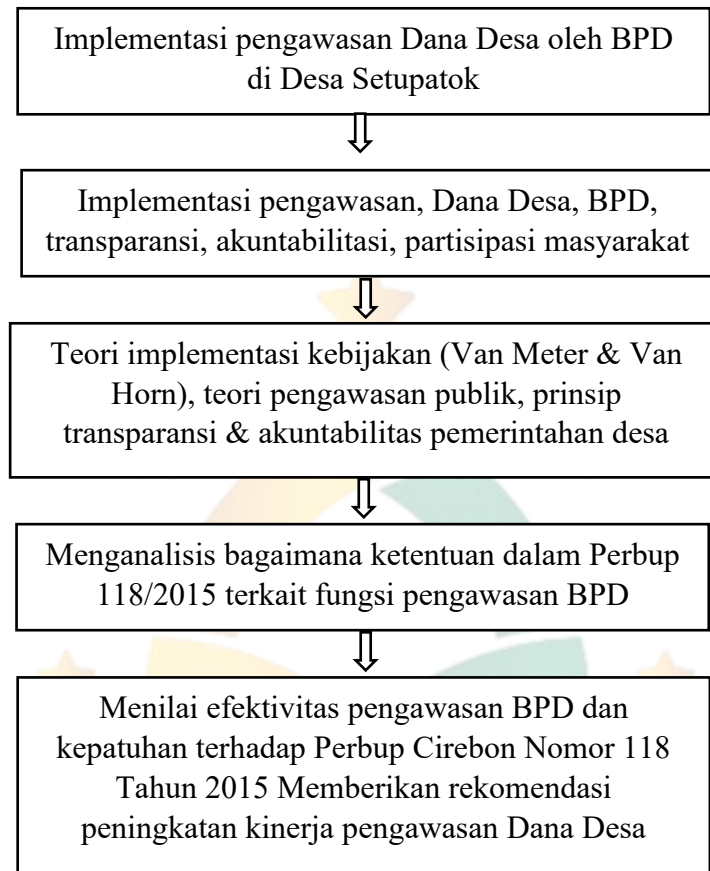 Implementasi pengawasan Dana Desa oleh BPD
di Desa Setupatok
Implementasi pengawasan, Dana Desa, BPD,
transparansi, akuntabilitasi, partisipasi masyarakat
Teori implementasi kebijakan (Van Meter & Van
Horn), teori pengawasan publik, prinsip
transparansi & akuntabilitas pemerintahan desa
Menganalisis bagaimana ketentuan dalam Perbup
118/2015 terkait fungsi pengawasan BPD
Menilai efektivitas pengawasan BPD dan
kepatuhan terhadap Perbup Cirebon Nomor 118
Tahun 2015 Memberikan rekomendasi
peningkatan kinerja pengawasan Dana Desa